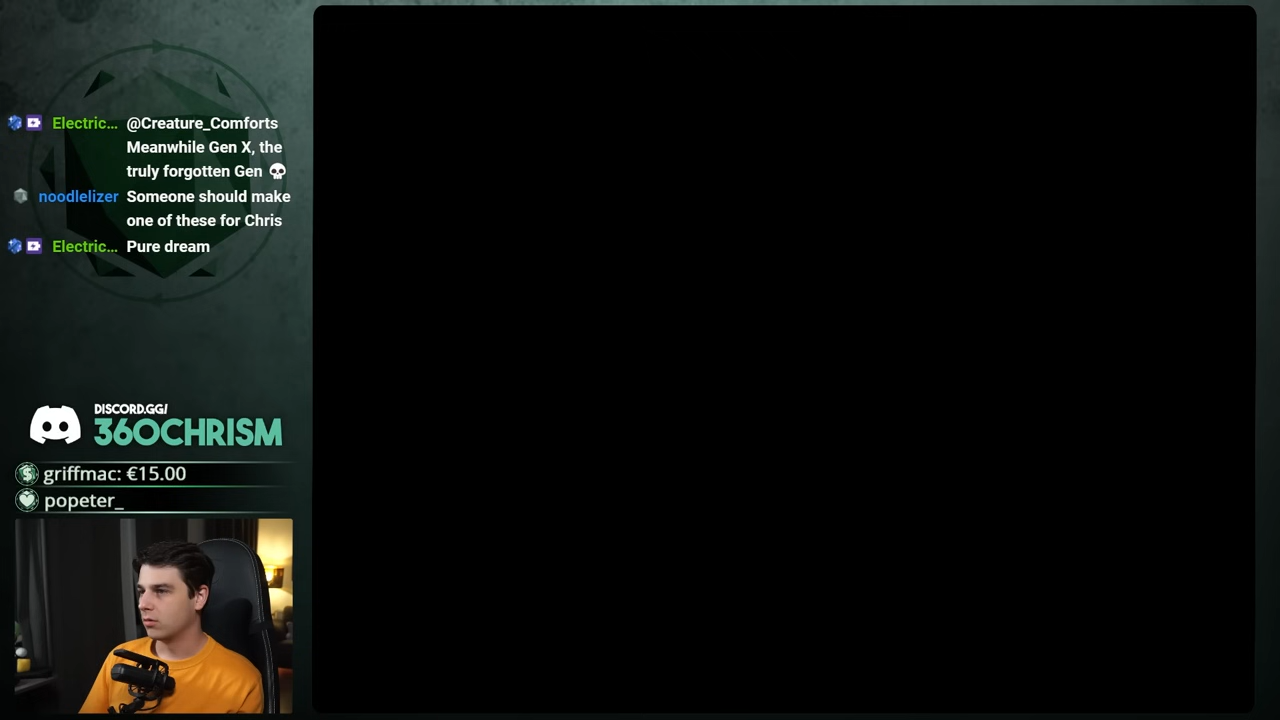 Electric... @Creature_Comforts
Meanwhile Gen X, the
truly forgotten Gen 💀
noodlelizer Someone should make
one of these for Chris
Electric... Pure dream
DISCORD.GG/
360CHRISM
griffmac: €15.00
popeter_